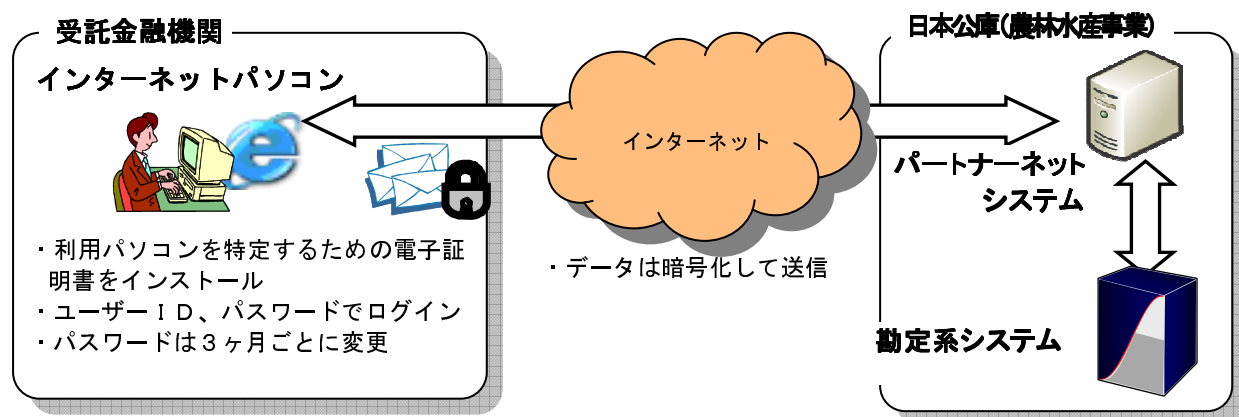 受託金融機関
インターネットパソコン
・利用パソコンを特定するための電子証
明書をインストール
・ユーザーＩＤ、パスワードでログイン
・パスワードは３ヶ月ごとに変更
インターネット
・データは暗号化して送信
日本公庫(農林水産事業)
パートナーネット
システム
勘定系システム